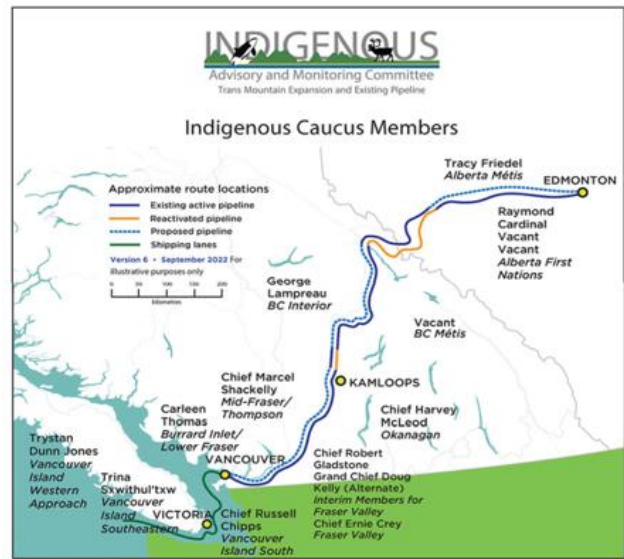 INDIGENOUS
Advisory and Monitoring Committee
Trans Mountain Expansion and Existing Pipeline
Indigenous Caucus Members
Approximate route locations
Existing active pipeline
Reactivated pipeline
Proposed pipeline
Shipping lanes
Version 6 • September 2022 For
illustrative purposes only
0 50 100 150 200
kilometres
Tracy Friedel
Alberta Métis
EDMONTON
Raymond
Cardinal
Vacant
Vacant
Alberta First
Nations
George
Lampreau
BC Interior
Vacant
BC Métis
KAMLOOPS
Chief Marcel
Shackelly
Mid-Fraser/
Thompson
Chief Harvey
McLeod
Okanagan
Carleen
Thomas
Burrard Inlet/
Lower Fraser
VANCOUVER
Chief Robert
Gladstone
Grand Chief Doug
Kelly (Alternate)
Interim Members for
Fraser Valley
Chief Ernie Crey
Fraser Valley
Trystan
Dunn Jones
Vancouver
Island
Western
Approach
Trina
Sxwithul'txw
Vancouver
Island
Southeastern
VICTORIA
Chief Russell
Chipps
Vancouver
Island South